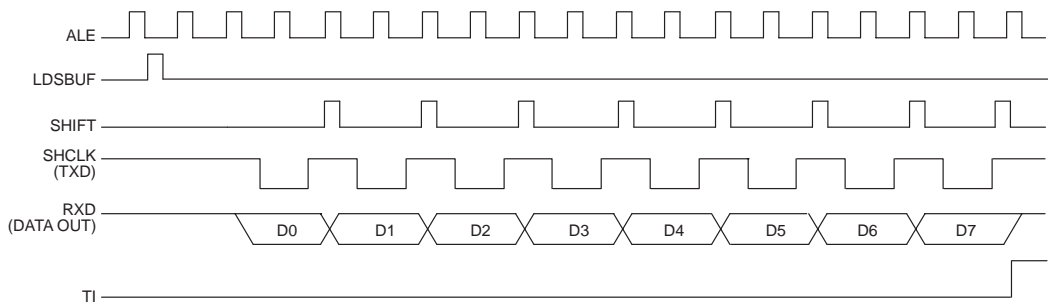 ALE
LDSBUF
SHIFT
SHCLK
(TXD)
RXD
(DATA OUT)
D0 D1 D2 D3 D4 D5 D6 D7
TI